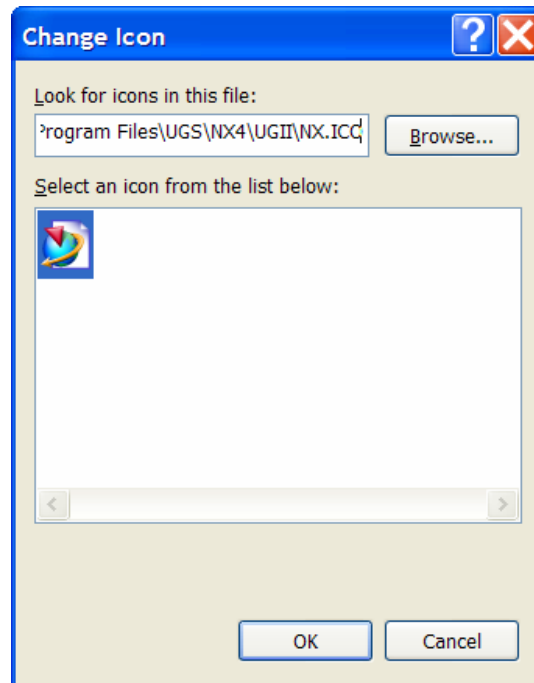 Change Icon
Look for icons in this file:
Program Files\UGS\NX4\UGII\NX.ICO
Browse...
Select an icon from the list below:
OK
Cancel